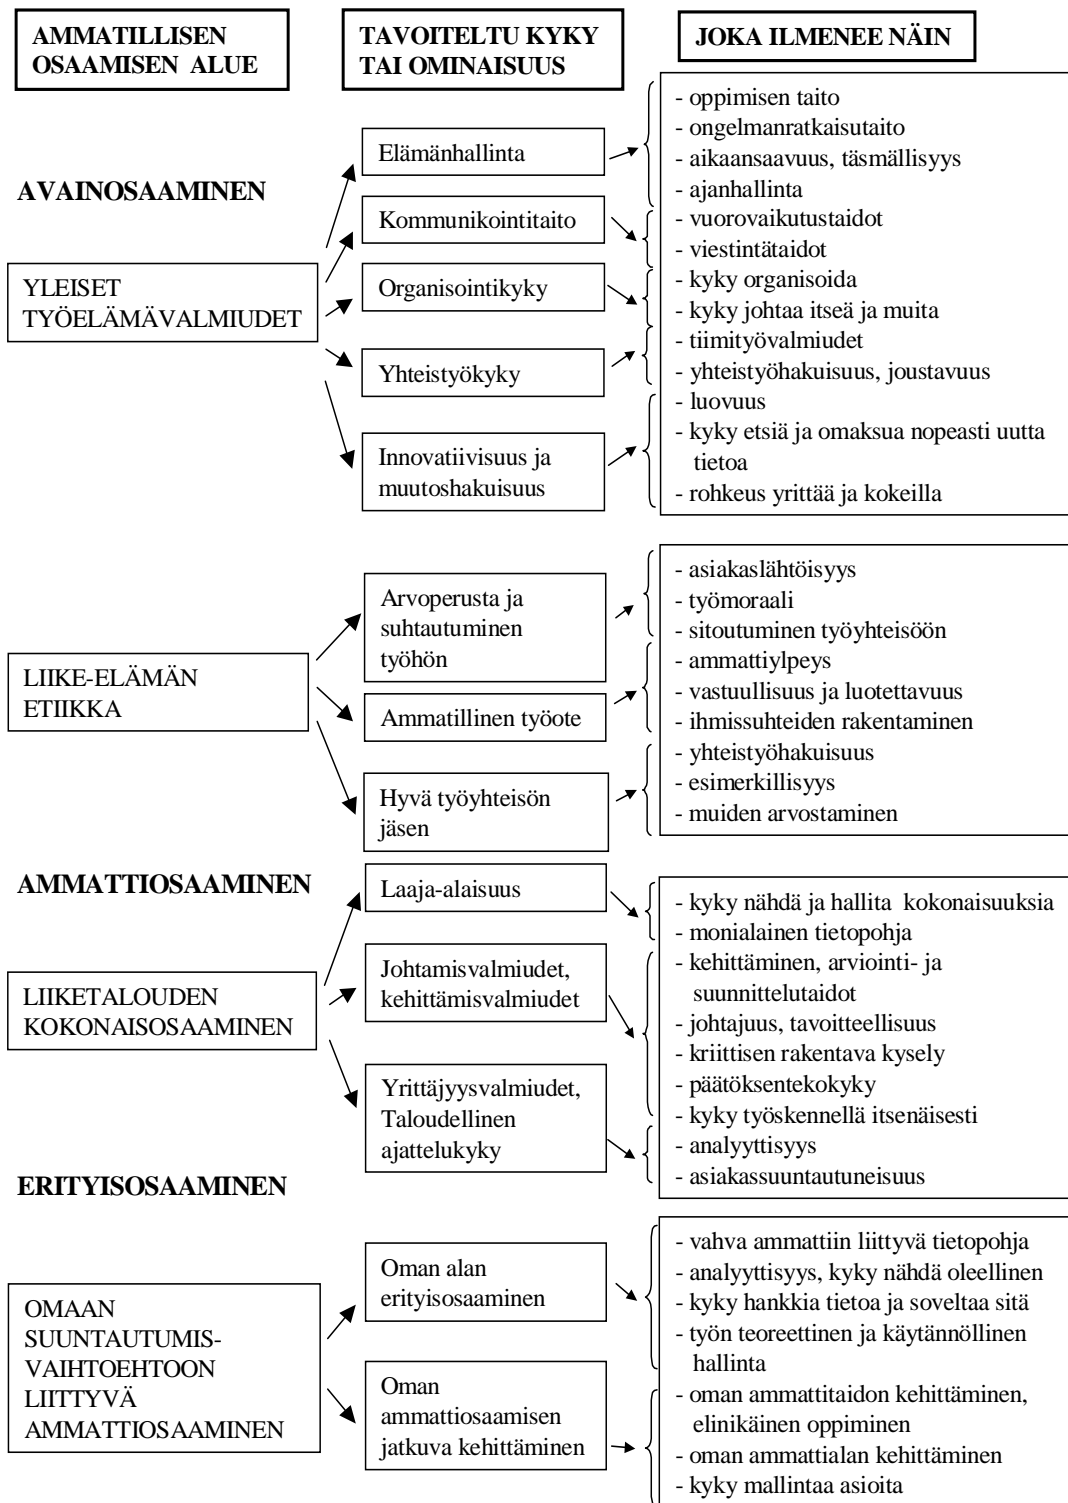 AMMATILLISEN
OSAAMISEN ALUE
TAVOITELTU KYKY
TAI OMINAISUUS
JOKA ILMENEE NÄIN
AVAINOSAAMINEN
YLEISET
TYÖELÄMÄVALMIUDET
Elämänhallinta
Kommunikointitaito
Organisointikyky
Yhteistyökyky
Innovatiivisuus ja
muutoshakuisuus
- oppimisen taito
- ongelmanratkaisutaito
- aikaansaavuus, täsmällisyys
- ajanhallinta
- vuorovaikutustaidot
- viestintätaidot
- kyky organisoida
- kyky johtaa itseä ja muita
- tiimityövalmiudet
- yhteistyöhakuisuus, joustavuus
- luovuus
- kyky etsiä ja omaksua nopeasti uutta
tietoa
- rohkeus yrittää ja kokeilla
LIIKE-ELÄMÄN
ETIIKKA
Arvoperusta ja
suhtautuminen
työhön
Ammatillinen työote
Hyvä työyhteisön
jäsen
- asiakaslähtöisyys
- työmoraali
- sitoutuminen työyhteisöön
- ammattiylpeys
- vastuullisuus ja luotettavuus
- ihmissuhteiden rakentaminen
- yhteistyöhakuisuus
- esimerkillisyys
- muiden arvostaminen
AMMATTIOSAAMINEN
LIIKETALOUDEN
KOKONAISOSAAMINEN
Laaja-alaisuus
Johtamisvalmiudet,
kehittämisvalmiudet
Yrittäjyysvalmiudet,
Taloudellinen
ajattelukyky
- kyky nähdä ja hallita kokonaisuuksia
- monialainen tietopohja
- kehittäminen, arviointi- ja
suunnittelutaidot
- johtajuus, tavoitteellisuus
- kriittisen rakentava kysely
- päätöksentekokyky
- kyky työskennellä itsenäisesti
- analyyttisyys
- asiakassuuntautuneisuus
ERITYISOSAAMINEN
OMAAN
SUUNTAUTUMIS-
VAIHTOEHTOON
LIITTYVÄ
AMMATTIOSAAMINEN
Oman alan
erityisosaaminen
Oman
ammattiosaamisen
jatkuva kehittäminen
- vahva ammattiin liittyvä tietopohja
- analyyttisyys, kyky nähdä oleellinen
- kyky hankkia tietoa ja soveltaa sitä
- työn teoreettinen ja käytännöllinen
hallinta
- oman ammattitaidon kehittäminen,
elinikäinen oppiminen
- oman ammattialan kehittäminen
- kyky mallintaa asioita